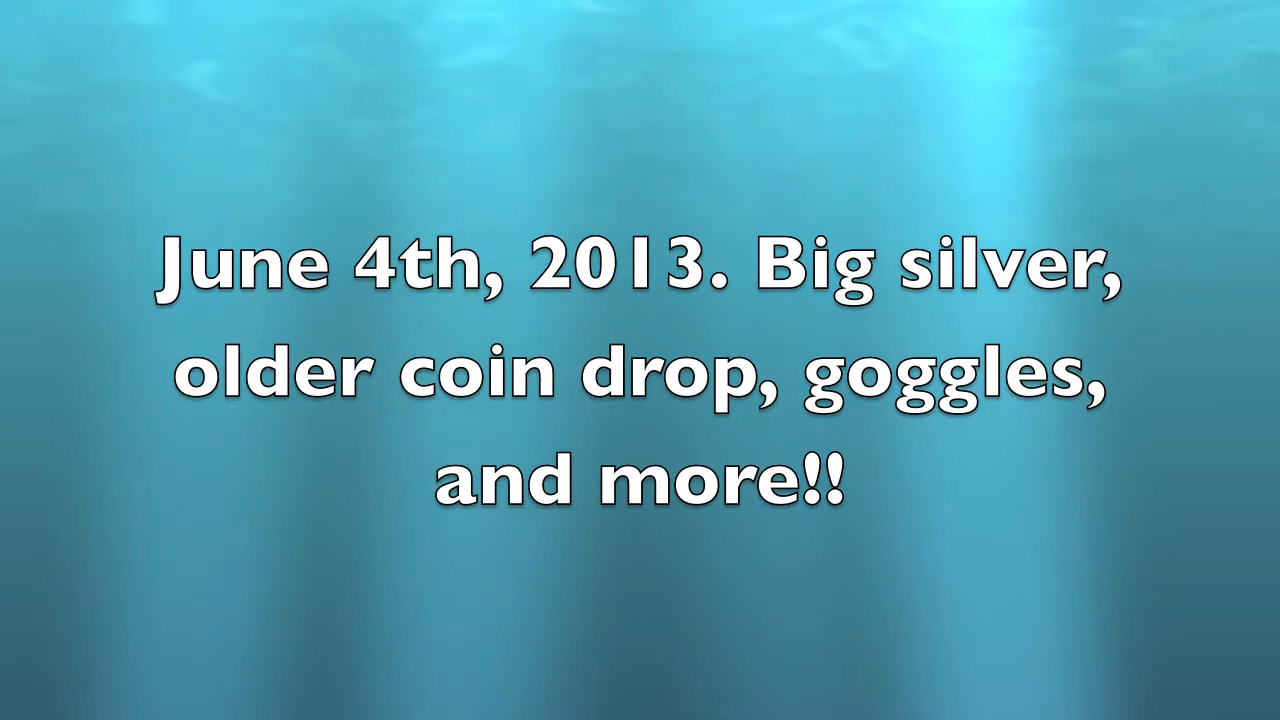 June 4th, 2013. Big silver,
older coin drop, goggles,
and more!!